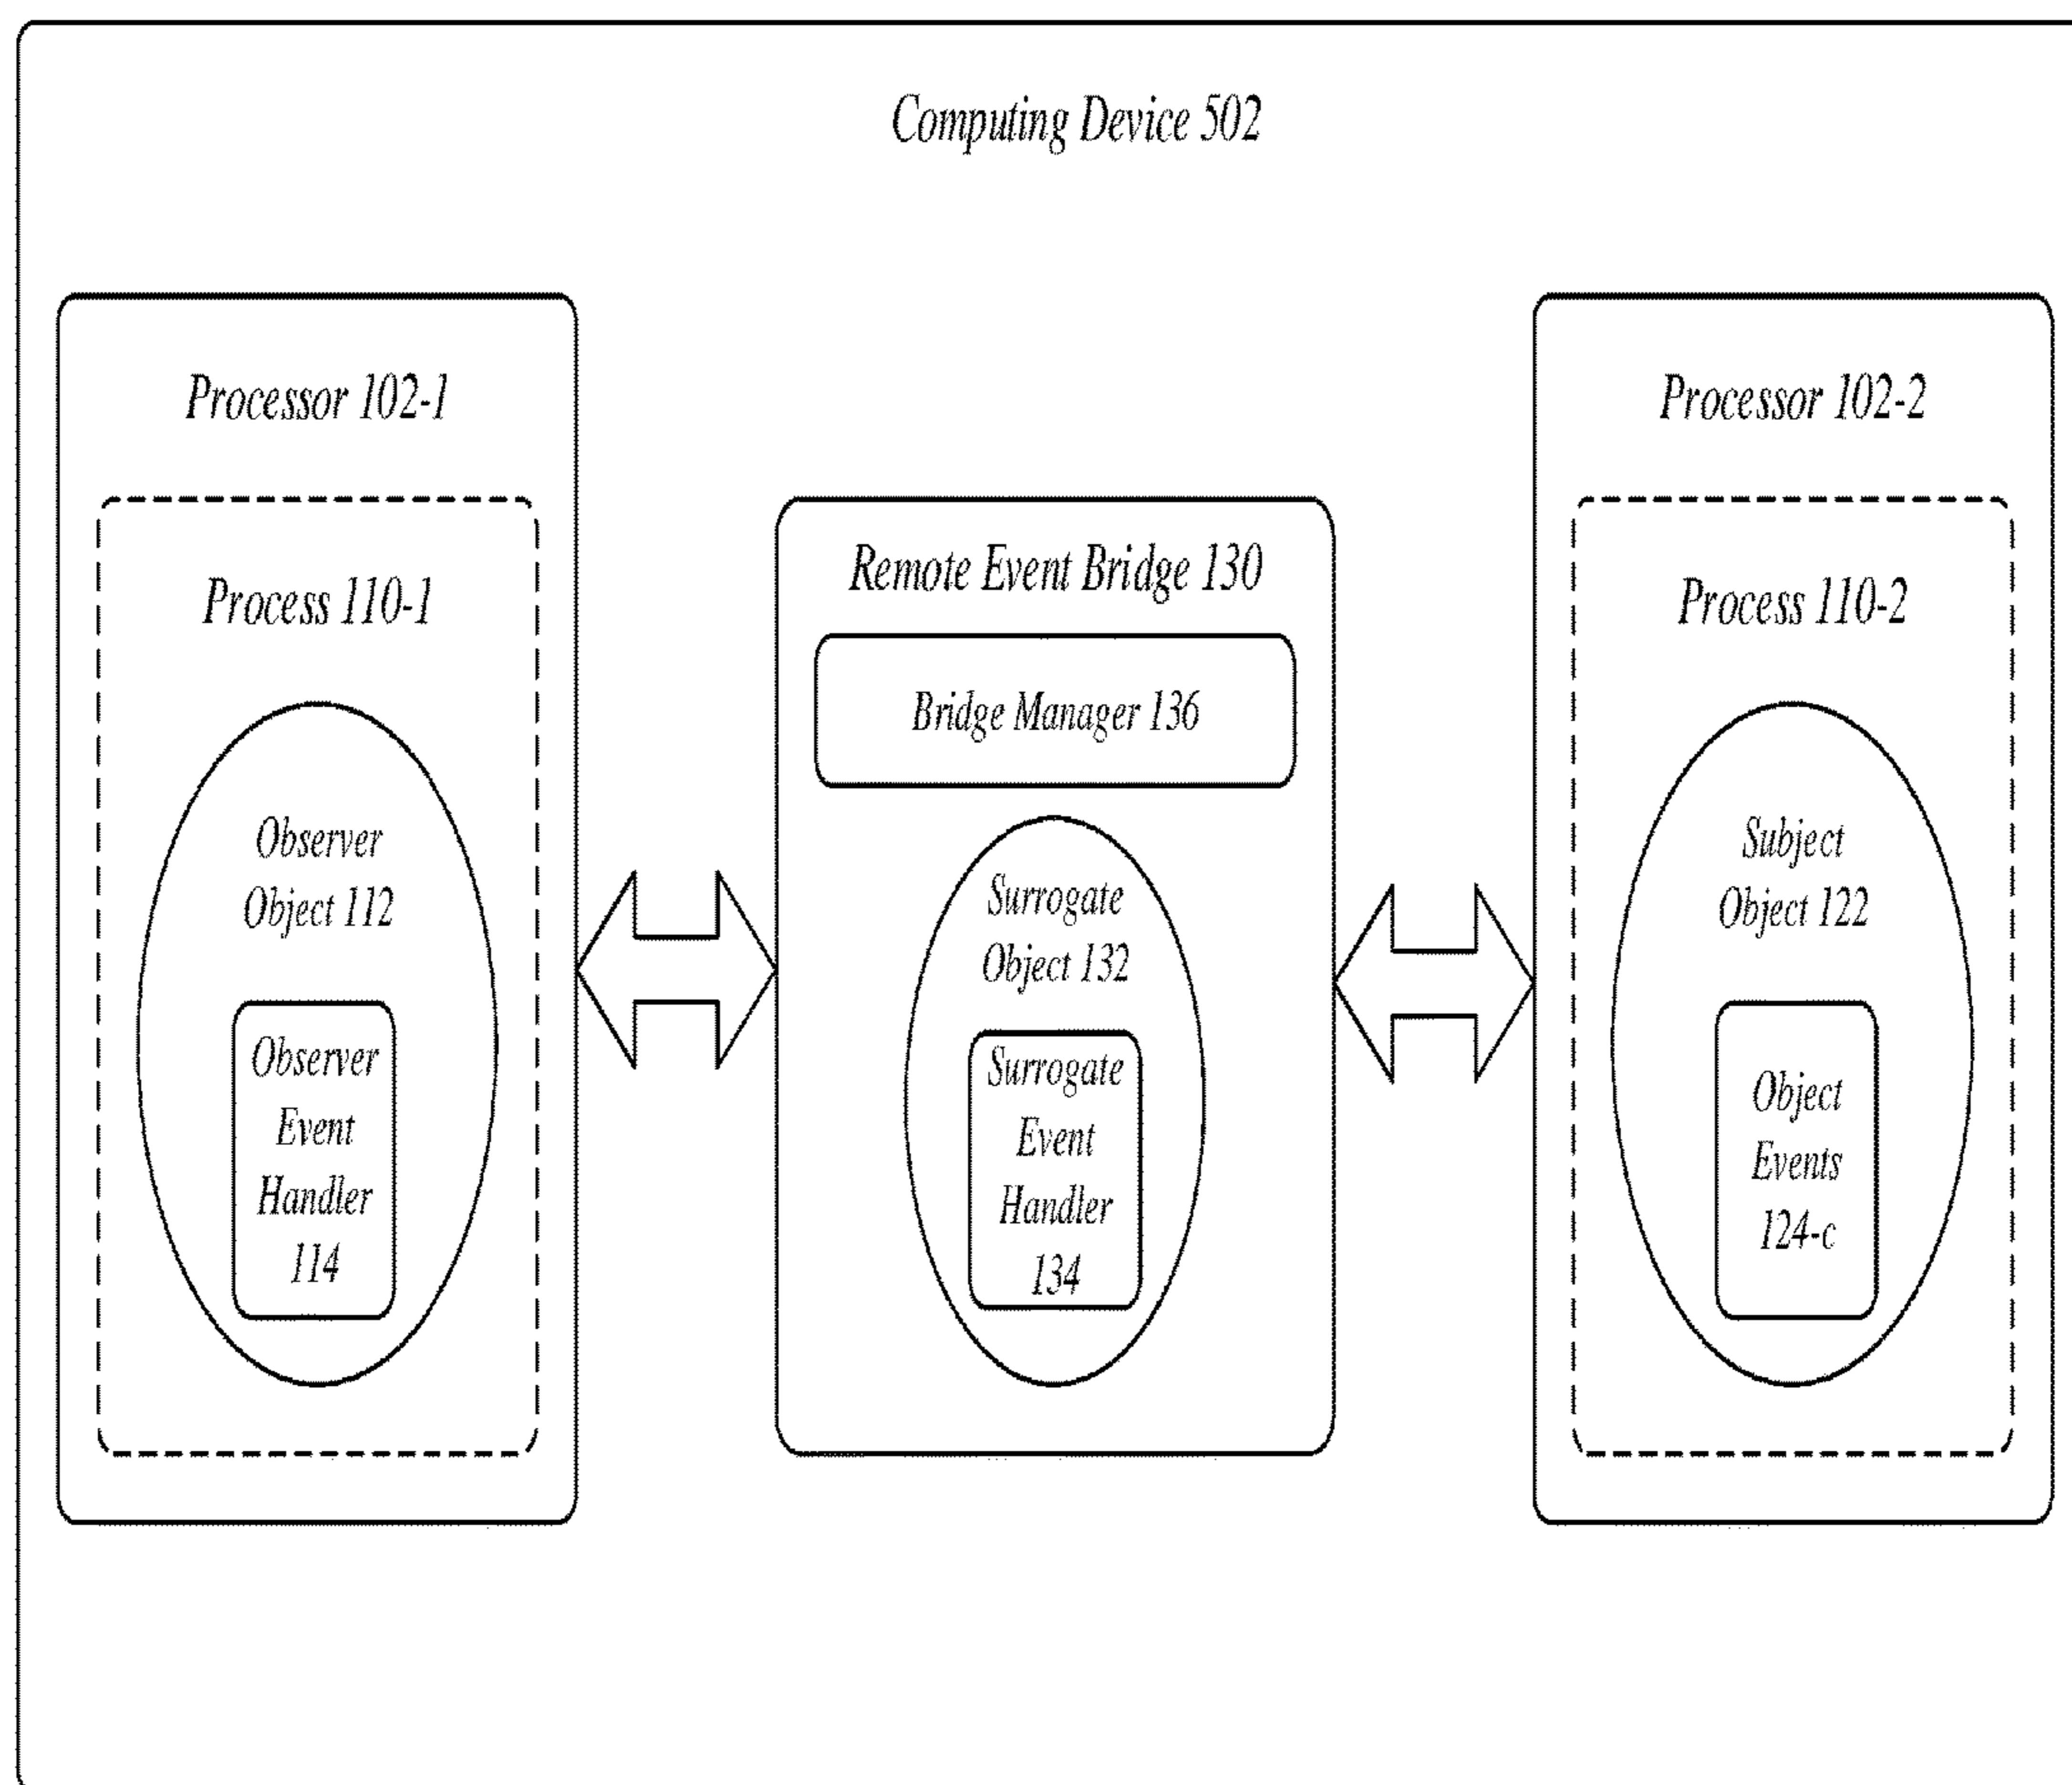 Computing Device 502
Processor 102-1
Process 110-1
Observer
Object 112
Observer
Event
Handler
114
Remote Event Bridge 130
Bridge Manager 136
Surrogate
Object 132
Surrogate
Event
Handler
134
Processor 102-2
Process 110-2
Subject
Object 122
Object
Events
124-c